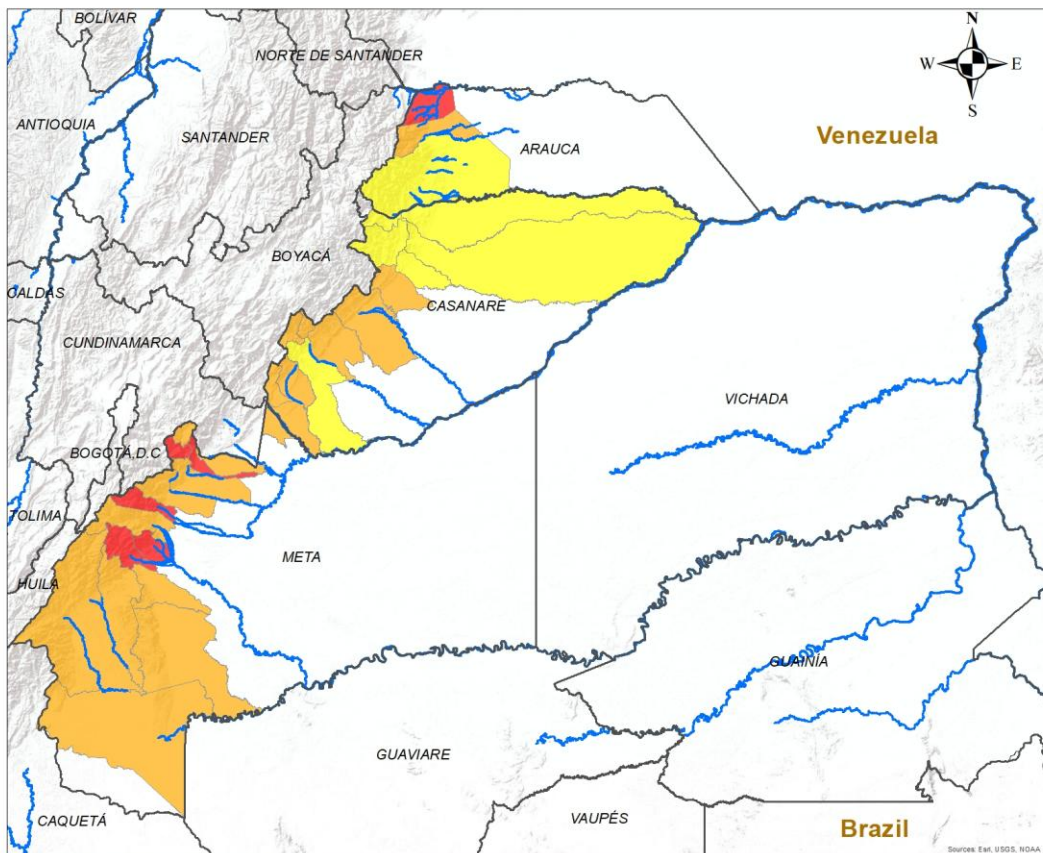 BOLÍVAR
N
NORTE DE SANTANDER
W
E
S
ANTIOQUIA
SANTANDER
Venezuela
ARAUCA
BOYACÁ
CALDAS
CASANARE
CUNDINAMARCA
VICHADA
BOGOTÁ,D.C
TOLIMA
META
HUILA
GUAINÍA
GUAVIARE
CAQUETÁ
VAUPÉS
Brazil
Sources: Esri, USGS, NOAA